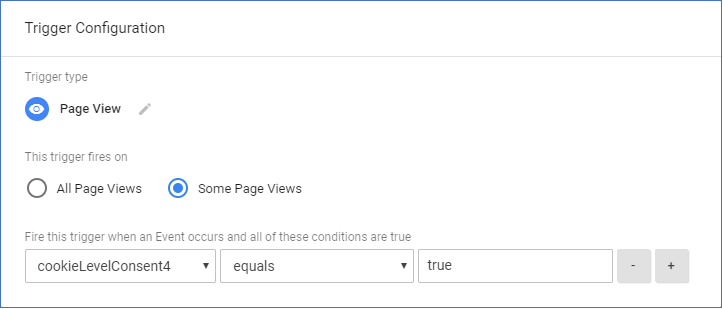 Trigger Configuration
Trigger type
Page View
This trigger fires on
All Page Views Some Page Views
Fire this trigger when an Event occurs and all of these conditions are true
cookieLevelConsent4 equals true - +